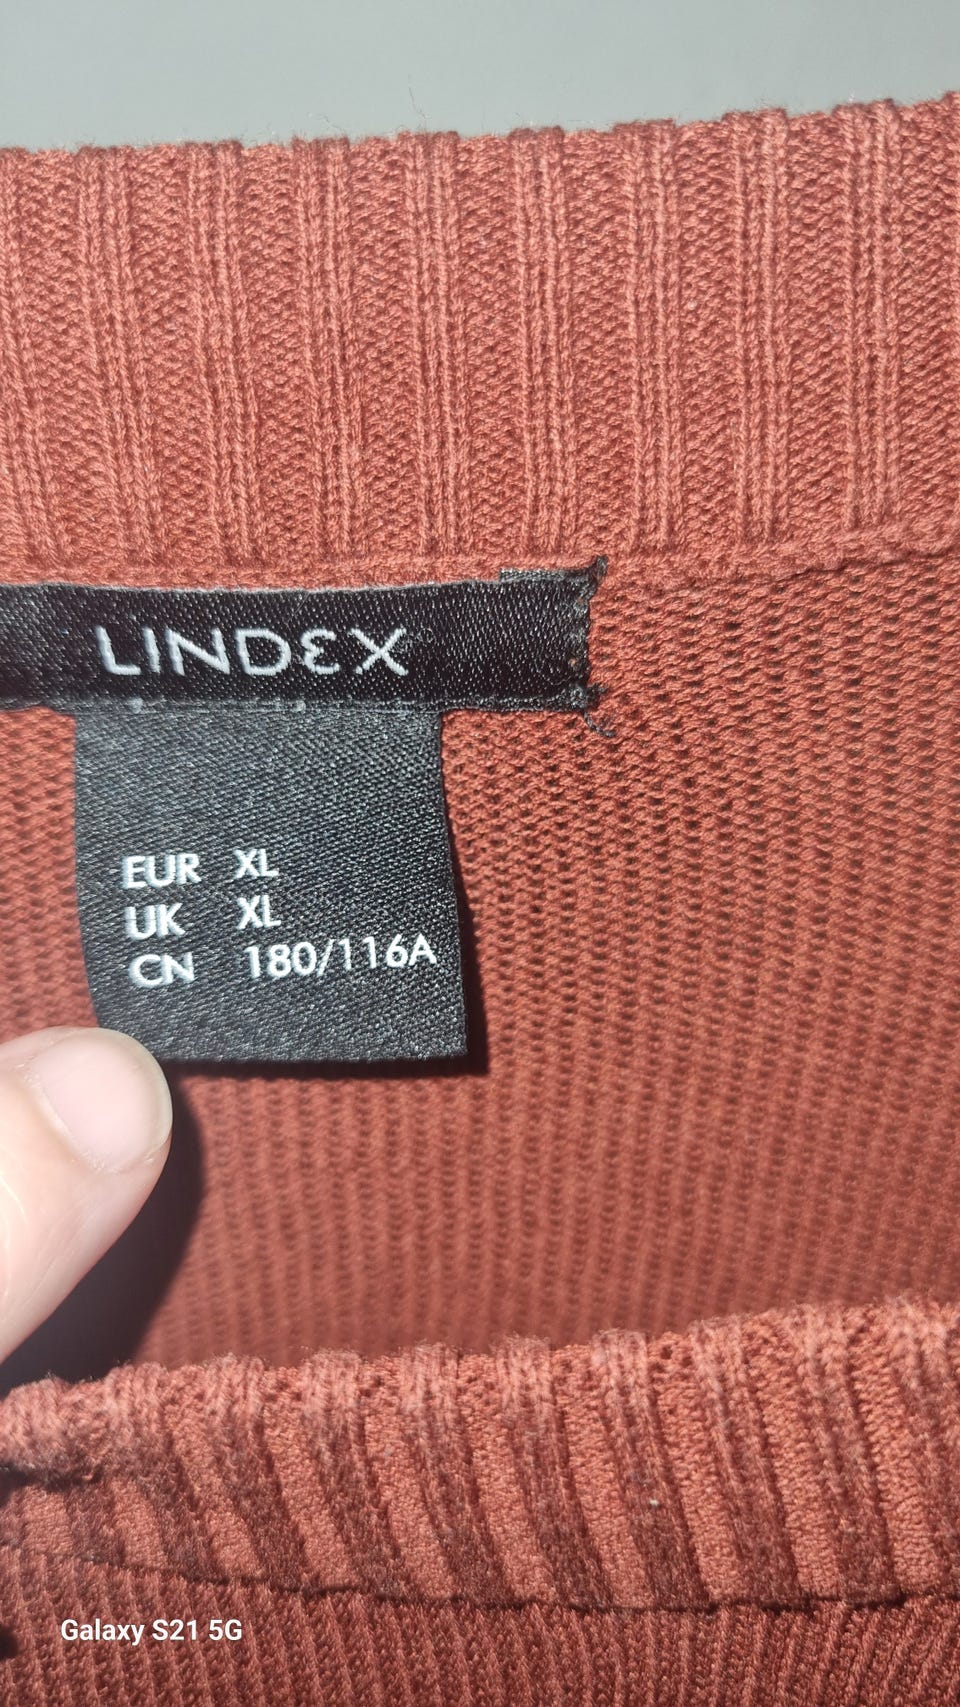 LINDEX
EUR XL
UK XL
CN 180/116A
Galaxy S21 5G